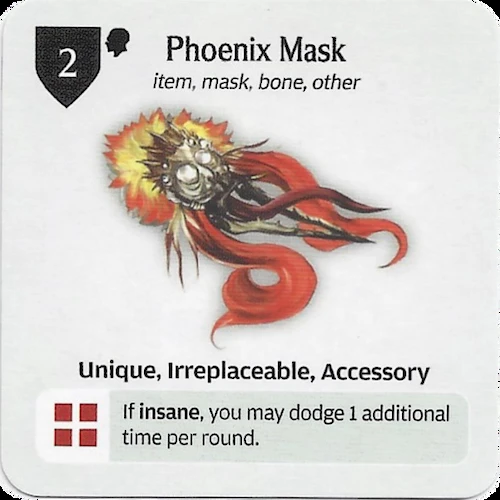 2
Phoenix Mask
item, mask, bone, other
Unique, Irreplaceable, Accessory
If insane, you may dodge 1 additional
time per round.